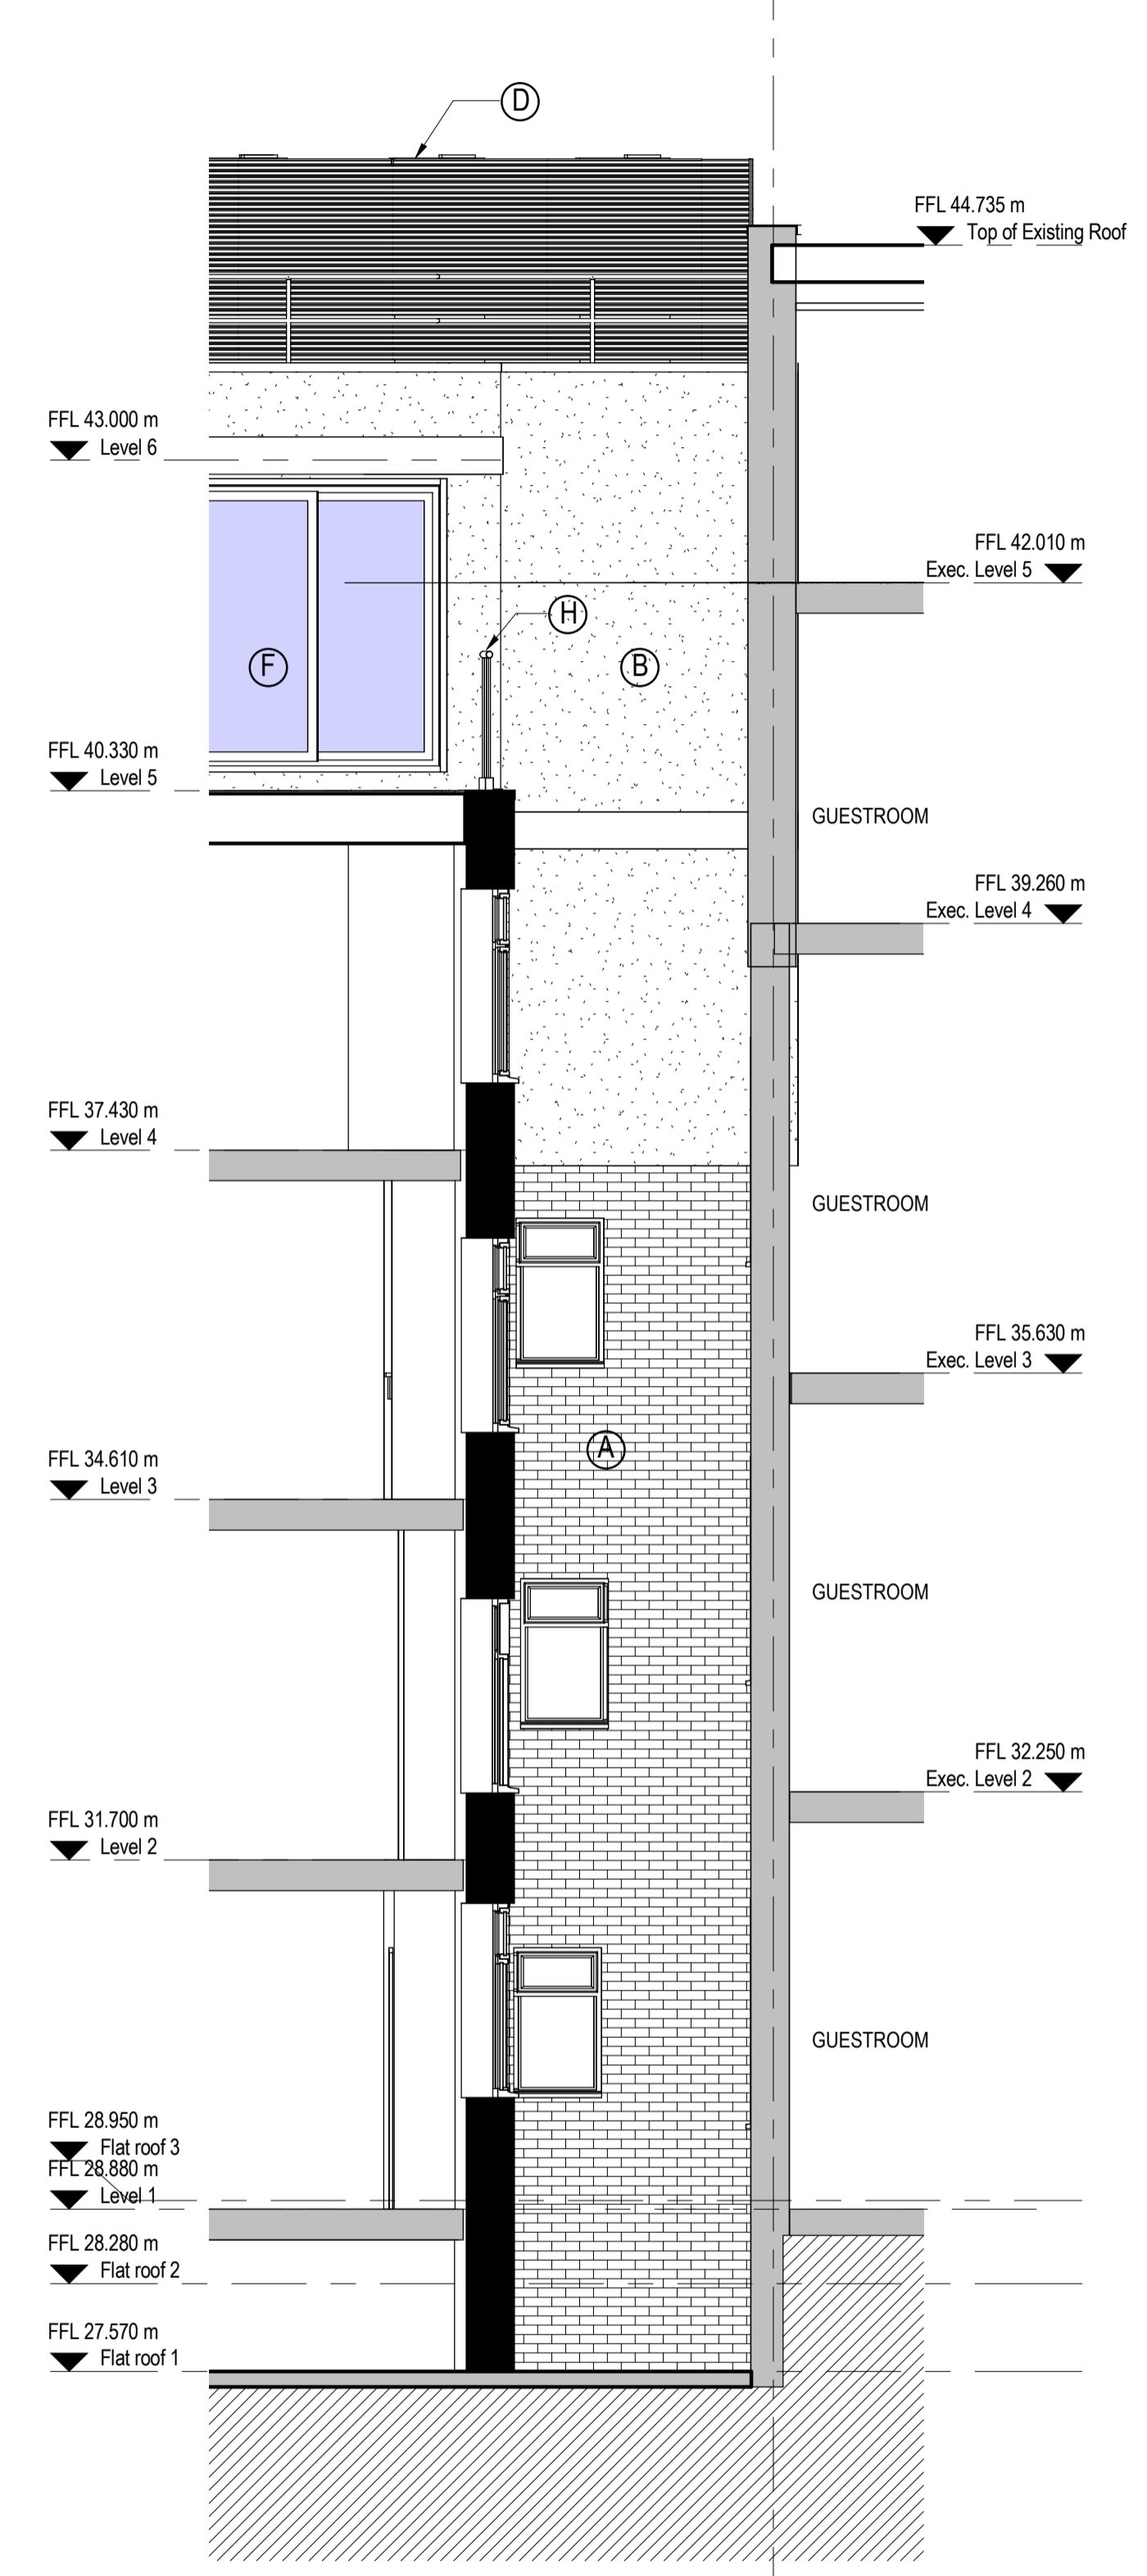 D
FFL 44.735 m
Top of Existing Roof
FFL 43.000 m
Level 6
FFL 42.010 m
Exec. Level 5
H
F
B
FFL 40.330 m
Level 5
GUESTROOM
FFL 39.260 m
Exec. Level 4
FFL 37.430 m
Level 4
GUESTROOM
FFL 35.630 m
Exec. Level 3
A
FFL 34.610 m
Level 3
GUESTROOM
FFL 32.250 m
Exec. Level 2
FFL 31.700 m
Level 2
GUESTROOM
FFL 28.950 m
Flat roof 3
FFL 28.880 m
Level 1
FFL 28.280 m
Flat roof 2
FFL 27.570 m
Flat roof 1